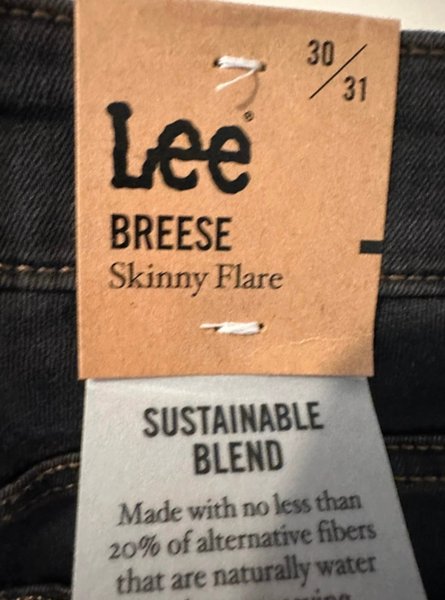 30/31
Lee®
BREESE
Skinny Flare
SUSTAINABLE
BLEND
Made with no less than
20% of alternative fibers
that are naturally water